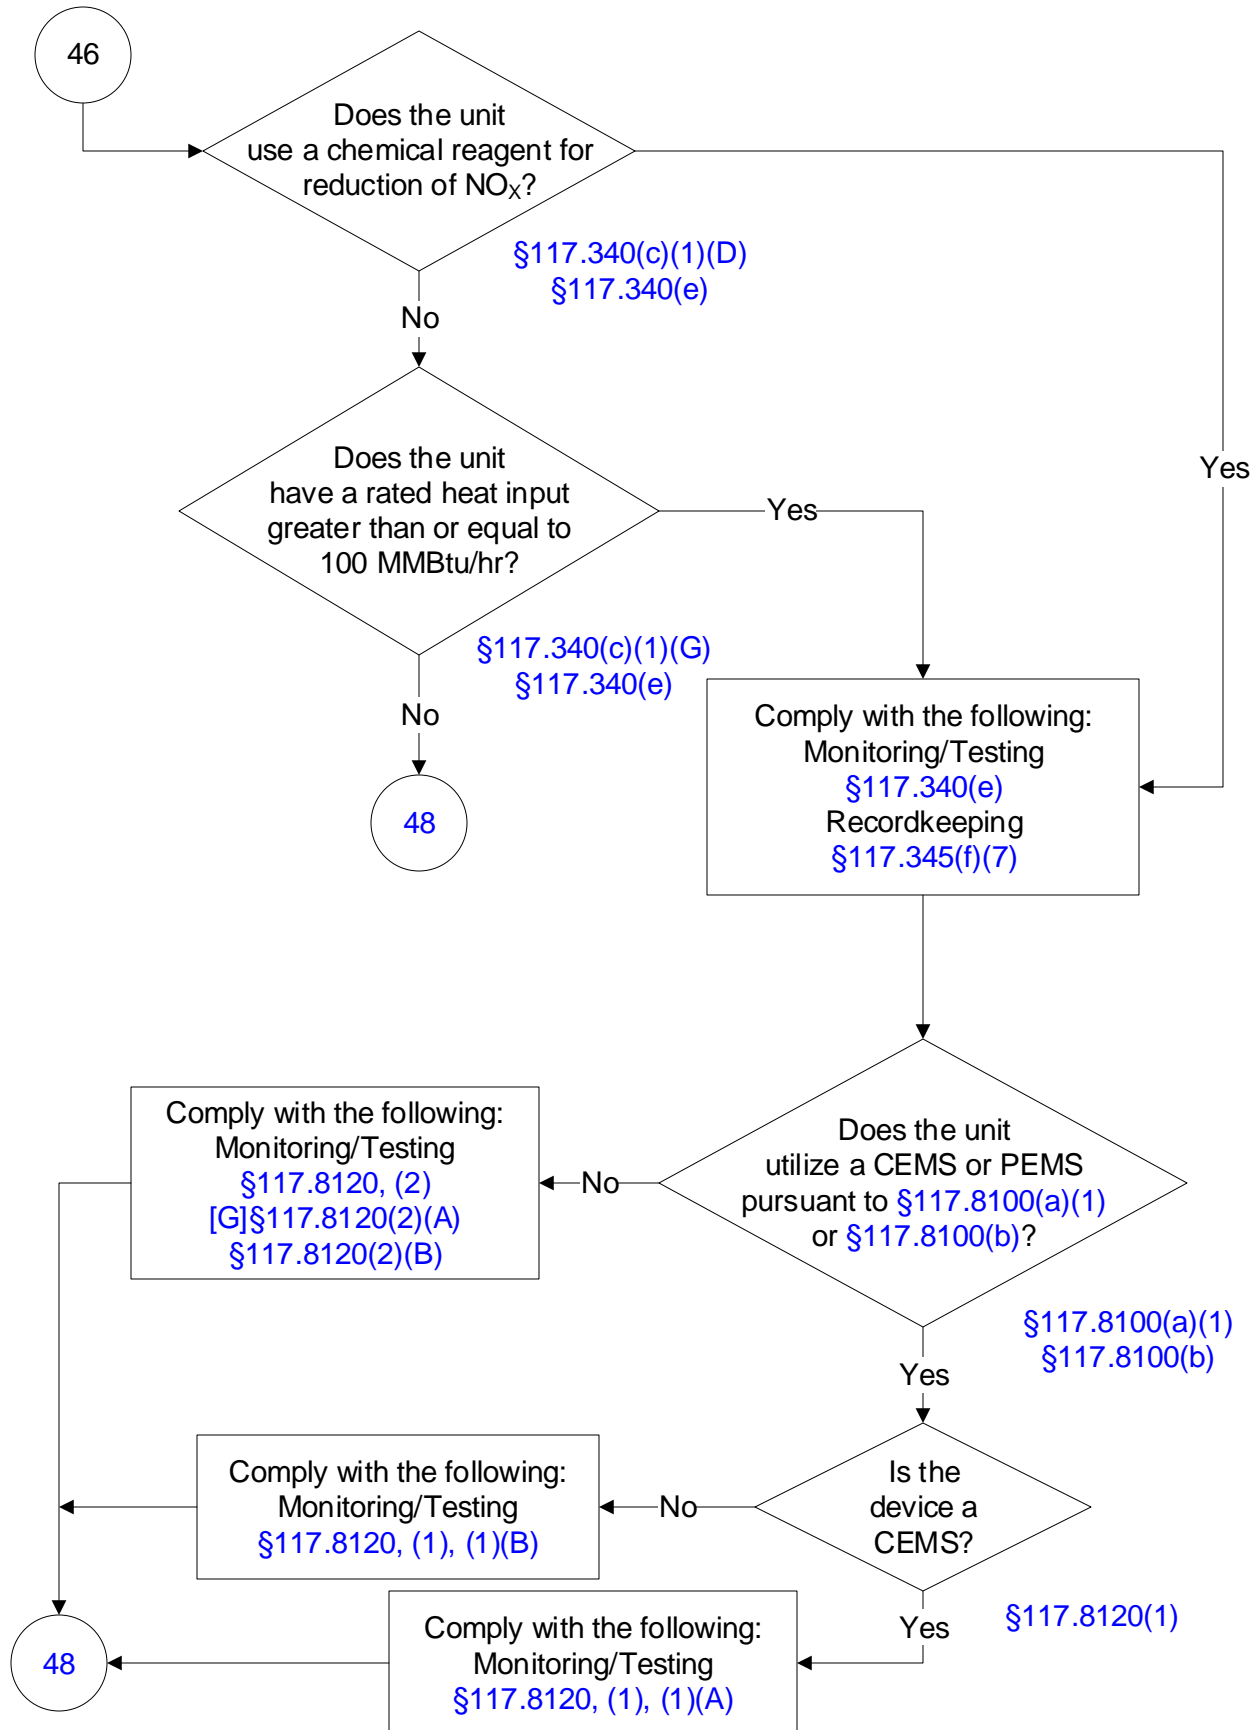 46
Does the unit
use a chemical reagent for
reduction of NOX?
§117.340(c)(1)(D)
§117.340(e)
No
Yes
Does the unit
have a rated heat input
greater than or equal to
100 MMBtu/hr?
Yes
§117.340(c)(1)(G)
§117.340(e)
No
48
Comply with the following:
Monitoring/Testing
§117.340(e)
Recordkeeping
§117.345(f)(7)
Does the unit
utilize a CEMS or PEMS
pursuant to §117.8100(a)(1)
or §117.8100(b)?
No
Comply with the following:
Monitoring/Testing
§117.8120, (2)
[G]§117.8120(2)(A)
§117.8120(2)(B)
§117.8100(a)(1)
§117.8100(b)
Yes
Is the
device a
CEMS?
No
Comply with the following:
Monitoring/Testing
§117.8120, (1), (1)(B)
§117.8120(1)
Yes
Comply with the following:
Monitoring/Testing
§117.8120, (1), (1)(A)
48